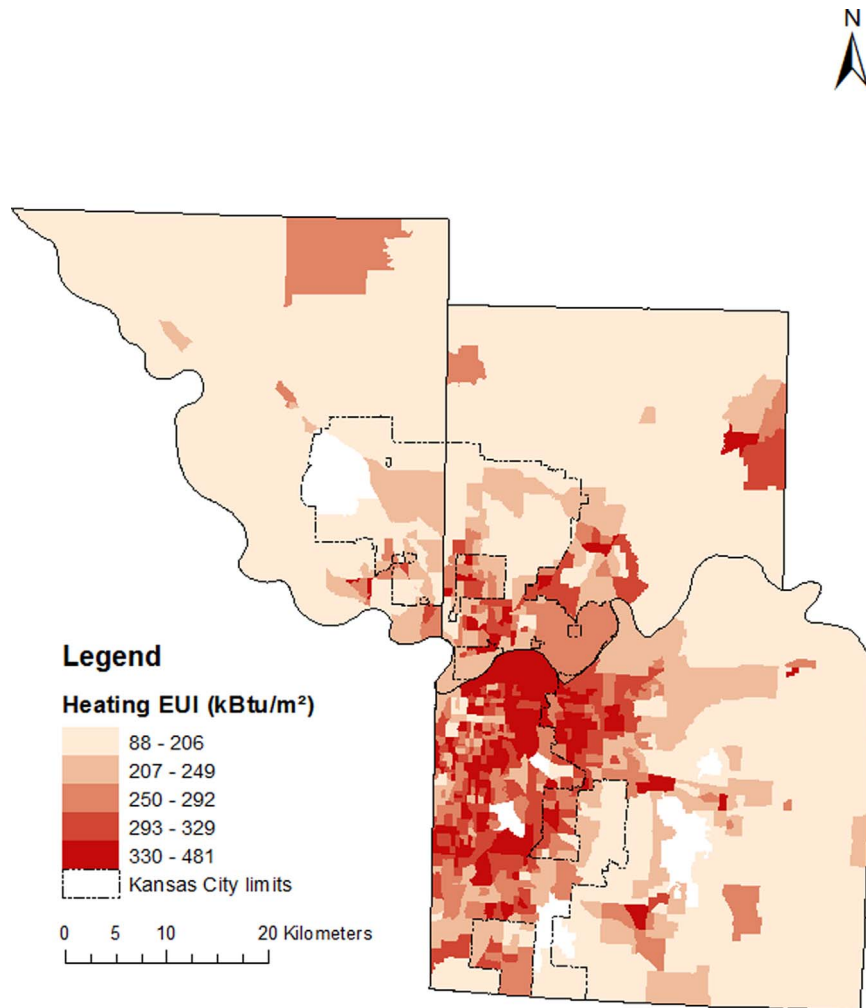 N
Legend
Heating EUI (kBtu/m²)
88 - 206
207 - 249
250 - 292
293 - 329
330 - 481
Kansas City limits
0 5 10 20 Kilometers